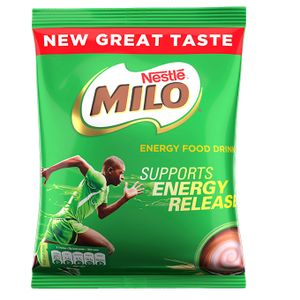 NEW GREAT TASTE
Nestlé
MILO
ENERGY FOOD DRINK
SUPPORTS
ENERGY
RELEASE